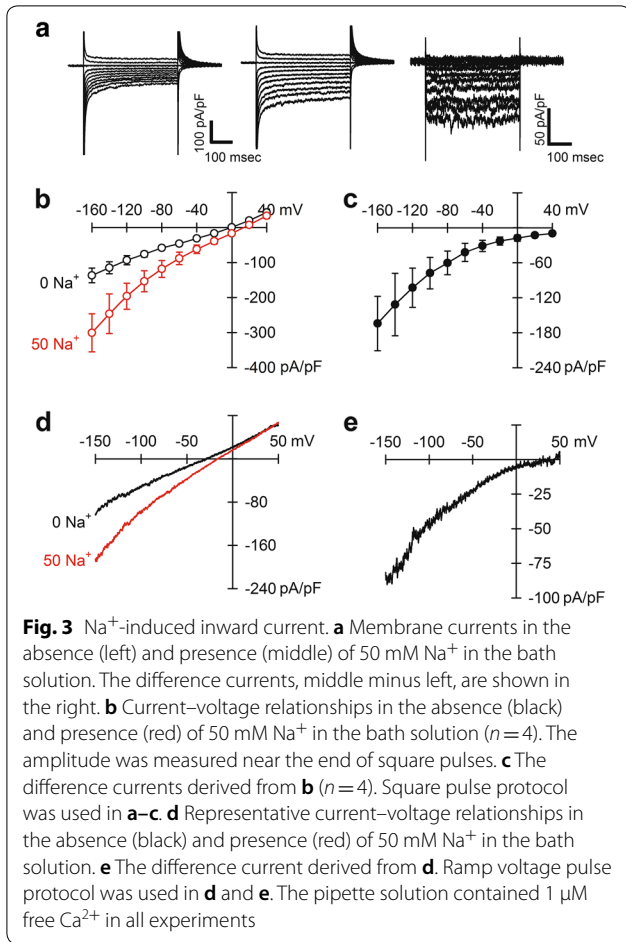 a
100 pA/pF
100 msec
100 pA/pF
100 msec
50 pA/pF
100 msec
b
-160 -120 -80 -40 40 mV
0 Na+
50 Na+
-100
-200
-300
-400 pA/pF
c
-160 -120 -80 -40 40 mV
-60
-120
-180
-240 pA/pF
d
-150 -100 -50 50 mV
0 Na+
50 Na+
-80
-160
-240 pA/pF
e
-150 -100 -50 0 50 mV
-25
-50
-75
-100 pA/pF
Fig. 3 Na+-induced inward current. a Membrane currents in the
absence (left) and presence (middle) of 50 mM Na+ in the bath
solution. The difference currents, middle minus left, are shown in
the right. b Current–voltage relationships in the absence (black)
and presence (red) of 50 mM Na+ in the bath solution (n = 4). The
amplitude was measured near the end of square pulses. c The
difference currents derived from b (n = 4). Square pulse protocol
was used in a–c. d Representative current–voltage relationships in
the absence (black) and presence (red) of 50 mM Na+ in the bath
solution. e The difference current derived from d. Ramp voltage pulse
protocol was used in d and e. The pipette solution contained 1 µM
free Ca2+ in all experiments